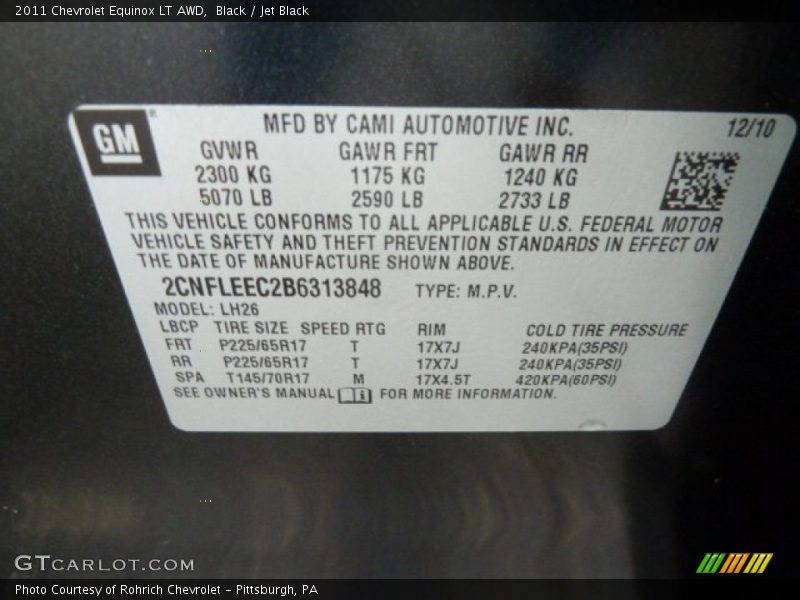 2011 Chevrolet Equinox LT AWD,  Black / Jet Black
GM
MFD BY CAMI AUTOMOTIVE INC. 12/10
GVWR GAWR FRT GAWR RR
2300 KG 1175 KG 1240 KG
5070 LB 2590 LB 2733 LB
THIS VEHICLE CONFORMS TO ALL APPLICABLE U.S. FEDERAL MOTOR
VEHICLE SAFETY AND THEFT PREVENTION STANDARDS IN EFFECT ON
THE DATE OF MANUFACTURE SHOWN ABOVE.
2CNFLEEC2B6313848 TYPE: M.P.V.
MODEL: LH26
LBCP TIRE SIZE SPEED RTG RIM COLD TIRE PRESSURE
FRT P225/65R17 T 17X7J 240KPA(35PSI)
RR P225/65R17 T 17X7J 240KPA(35PSI)
SPA T145/70R17 M 17X4.5T 420KPA(60PSI)
SEE OWNER'S MANUAL FOR MORE INFORMATION.
GTCARLOT.COM
Photo Courtesy of Rohrich Chevrolet – Pittsburgh, PA